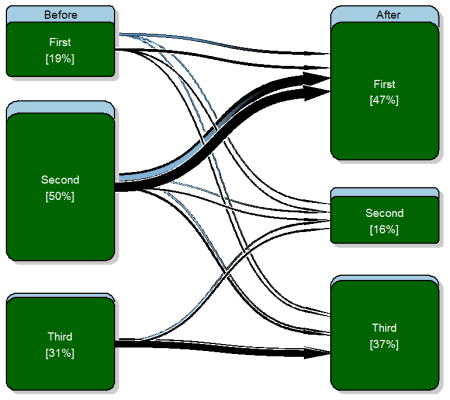 Before
After
First
[19%]
First
[47%]
Second
[50%]
Second
[16%]
Third
[31%]
Third
[37%]